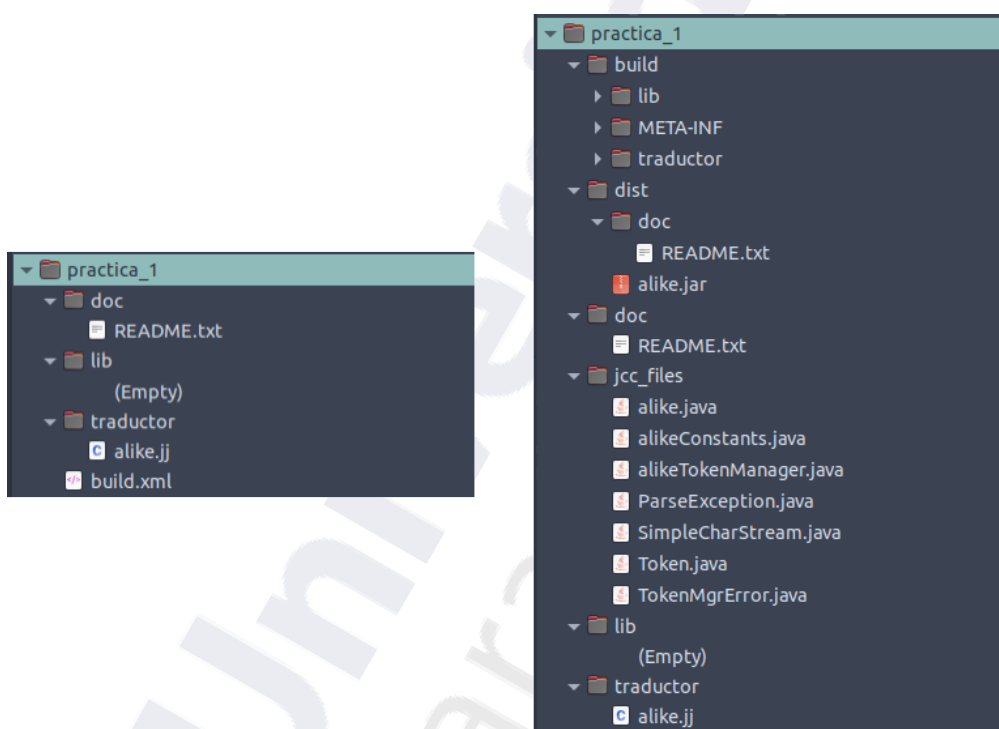 practica_1
doc
README.txt
lib
(Empty)
traductor
alike.jj
build.xml
practica_1
build
lib
META-INF
traductor
dist
doc
README.txt
alike.jar
doc
README.txt
jcc_files
alike.java
alikeConstants.java
alikeTokenManager.java
ParseException.java
SimpleCharStream.java
Token.java
TokenMgrError.java
lib
(Empty)
traductor
alike.jj